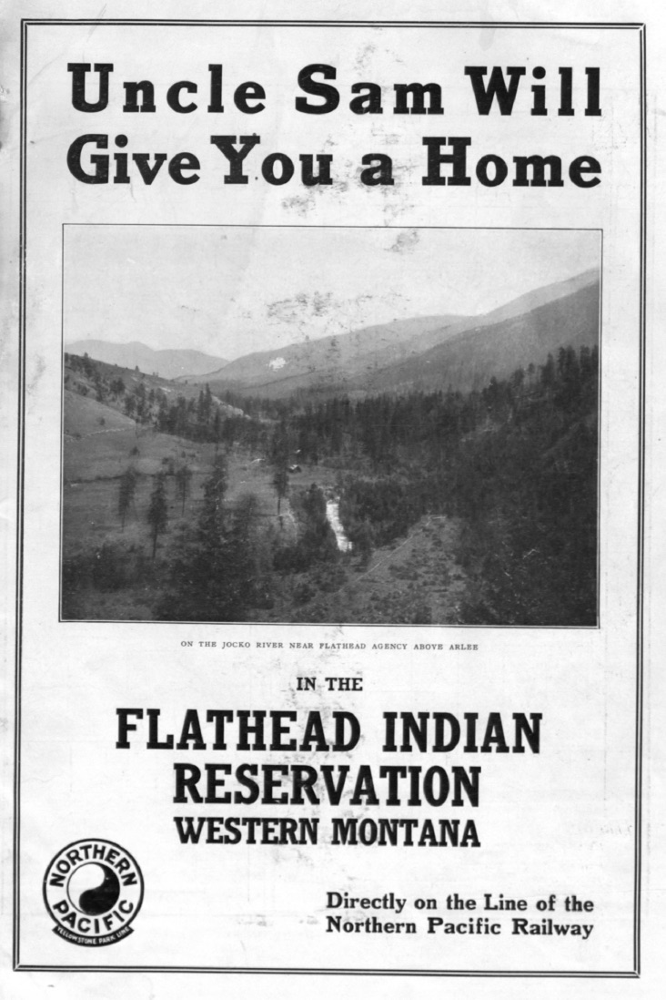 Uncle Sam Will
Give You a Home
ON THE JOCKO RIVER NEAR FLATHEAD AGENCY ABOVE ARLEE
IN THE
FLATHEAD INDIAN
RESERVATION
WESTERN MONTANA
NORTHERN
PACIFIC
YELLOWSTONE PARK LINE
Directly on the Line of the
Northern Pacific Railway